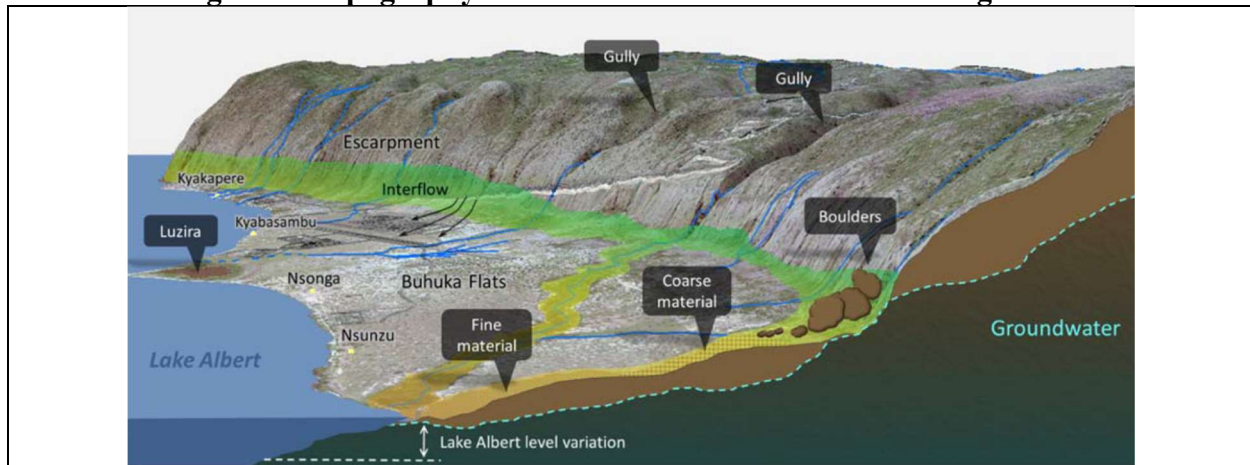 Gully
Gully
Escarpment
Kyakapere
Interflow
Boulders
Kyabasambu
Luzira
Nsonga
Buhuka Flats
Coarse
material
Groundwater
Fine
material
Nsunzu
Lake Albert
Lake Albert level variation